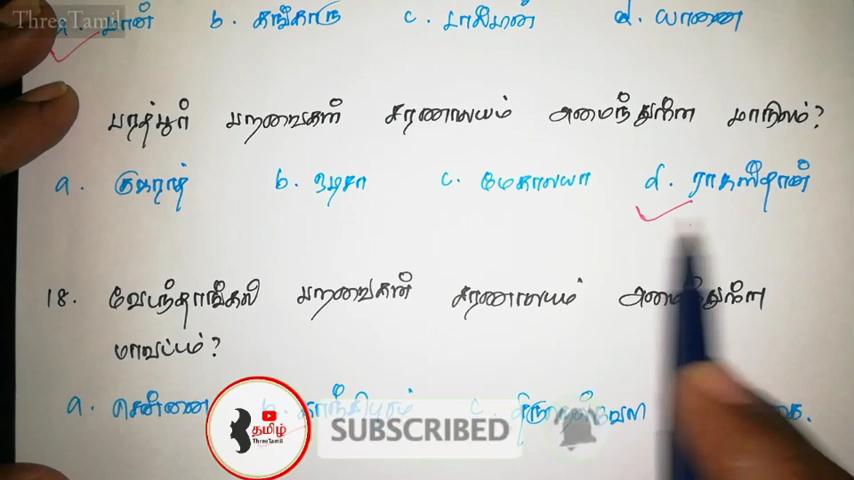 ThreeTamil
a. மான் b. கங்காரு c. டால்பின் d. யானை
பரத்பூர் பறவைகள் சரணாலயம் அமைந்துள்ள மாநிலம்?
a. குஜராத் b. ஒடிசா c. மேகாலயா d. ராஜஸ்தான்
18. வேடந்தாங்கல் பறவைகள் சரணாலயம் அமைந்துள்ள
மாவட்டம்?
a. சென்னை b. காஞ்சிபுரம் c. திருநெல்வேலி
தமிழ்
ThreeTamil
SUBSCRIBED